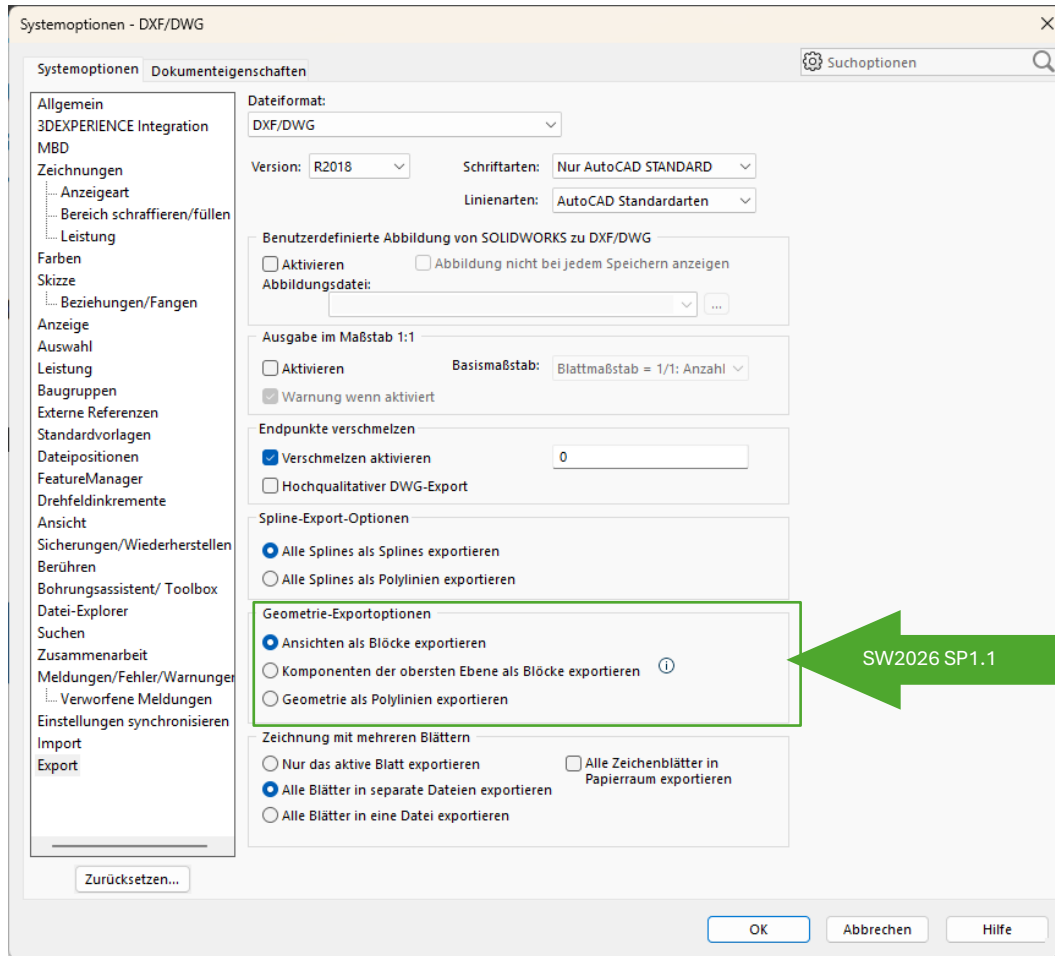 Systemoptionen - DXF/DWG
Systemoptionen
Dokumenteigenschaften
Suchoptionen
Allgemein
3DEXPERIENCE Integration
MBD
Zeichnungen
Anzeigeart
Bereich schraffieren/füllen
Leistung
Farben
Skizze
Beziehungen/Fangen
Anzeige
Auswahl
Leistung
Baugruppen
Externe Referenzen
Standardvorlagen
Dateipositionen
FeatureManager
Drehfeldinkremente
Ansicht
Sicherungen/Wiederherstellen
Berühren
Bohrungsassistent/ Toolbox
Datei-Explorer
Suchen
Zusammenarbeit
Meldungen/Fehler/Warnunger
Verworfene Meldungen
Einstellungen synchronisieren
Import
Export
Zurücksetzen...
Dateiformat:
DXF/DWG
Version: R2018
Schriftarten: Nur AutoCAD STANDARD
Linienarten: AutoCAD Standardarten
Benutzerdefinierte Abbildung von SOLIDWORKS zu DXF/DWG
Aktivieren
Abbildung nicht bei jedem Speichern anzeigen
Abbildungsdatei:
...
Ausgabe im Maßstab 1:1
Aktivieren
Basismaßstab: Blattmaßstab = 1/1: Anzahl
Warnung wenn aktiviert
Endpunkte verschmelzen
Verschmelzen aktivieren
0
Hochqualitativer DWG-Export
Spline-Export-Optionen
Alle Splines als Splines exportieren
Alle Splines als Polylinien exportieren
Geometrie-Exportoptionen
Ansichten als Blöcke exportieren
Komponenten der obersten Ebene als Blöcke exportieren
Geometrie als Polylinien exportieren
SW2026 SP1.1
Zeichnung mit mehreren Blättern
Nur das aktive Blatt exportieren
Alle Blätter in separate Dateien exportieren
Alle Blätter in eine Datei exportieren
Alle Zeichenblätter in
Papierraum exportieren
OK
Abbrechen
Hilfe